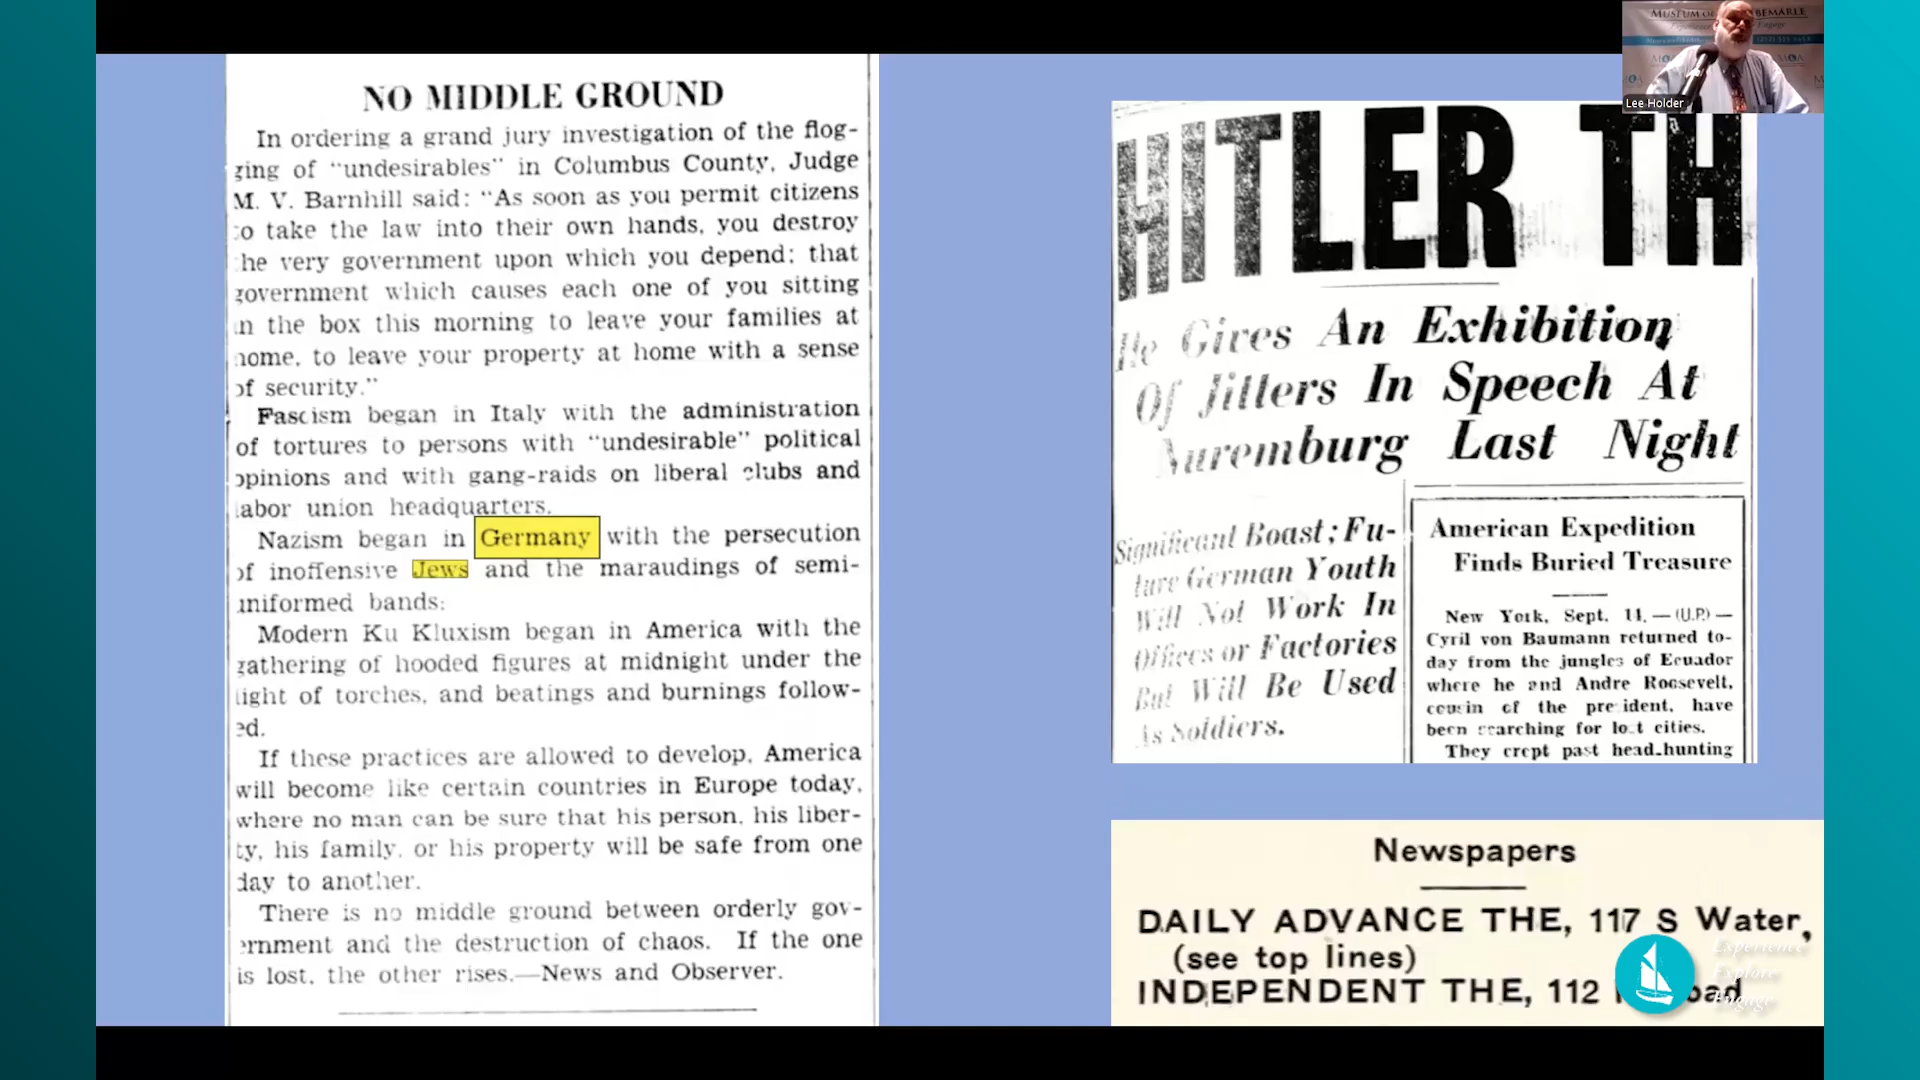 NO MIDDLE GROUND
In ordering a grand jury investigation of the flog-
ging of "undesirables" in Columbus County, Judge
M. V. Barnhill said: "As soon as you permit citizens
to take the law into their own hands, you destroy
the very government upon which you depend; that
government which causes each one of you sitting
in the box this morning to leave your families at
home, to leave your property at home with a sense
of security."
Fascism began in Italy with the administration
of tortures to persons with "undesirable" political
opinions and with gang-raids on liberal clubs and
labor union headquarters.
Nazism began in Germany with the persecution
of inoffensive Jews and the maraudings of semi-
uniformed bands.
Modern Ku Kluxism began in America with the
gathering of hooded figures at midnight under the
light of torches, and beatings and burnings follow-
ed.
If these practices are allowed to develop, America
will become like certain countries in Europe today,
where no man can be sure that his person, his liber-
ty, his family, or his property will be safe from one
day to another.
There is no middle ground between orderly gov-
ernment and the destruction of chaos. If the one
is lost, the other rises.—News and Observer.
HITLER TH
He Gives An Exhibition
Of Jitters In Speech At
Nuremburg Last Night
Significant Boast; Fu-
ture German Youth
Will Not Work In
Offices or Factories
But Will Be Used
As Soldiers.
American Expedition
Finds Buried Treasure
New York, Sept. 14.—(U.P.)—
Cyril von Baumann returned to-
day from the jungles of Ecuador
where he and Andre Roosevelt,
cousin of the president, have
been searching for lost cities.
They crept past head-hunting
Newspapers
DAILY ADVANCE THE, 117 S Water,
(see top lines)
INDEPENDENT THE, 112
Experience
Explore
Engage
MUSEUM OF
Lee Holder